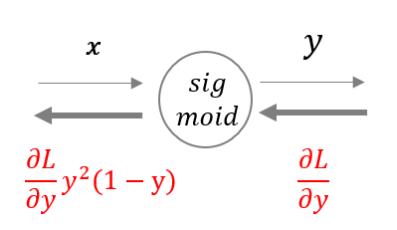 x
y
sig
moid
∂L/∂y y²(1 − y)
∂L/∂y